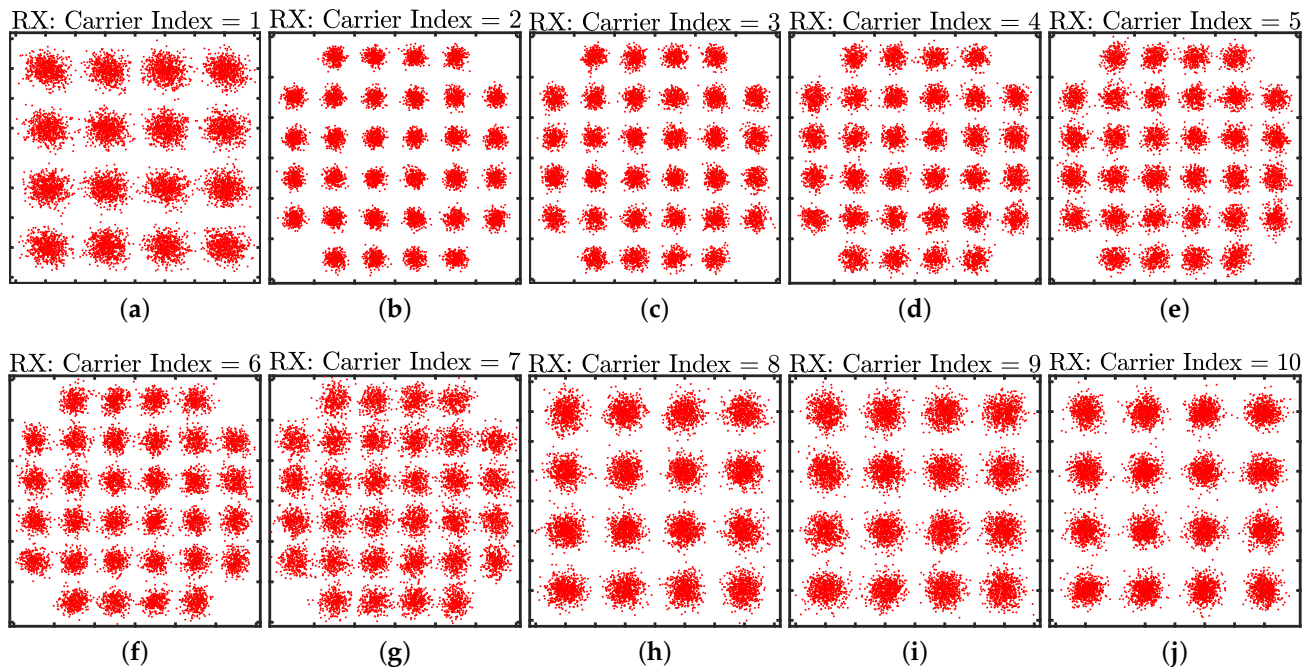 RX: Carrier Index = 1
RX: Carrier Index = 2
RX: Carrier Index = 3
RX: Carrier Index = 4
RX: Carrier Index = 5
(a)
(b)
(c)
(d)
(e)
RX: Carrier Index = 6
RX: Carrier Index = 7
RX: Carrier Index = 8
RX: Carrier Index = 9
RX: Carrier Index = 10
(f)
(g)
(h)
(i)
(j)